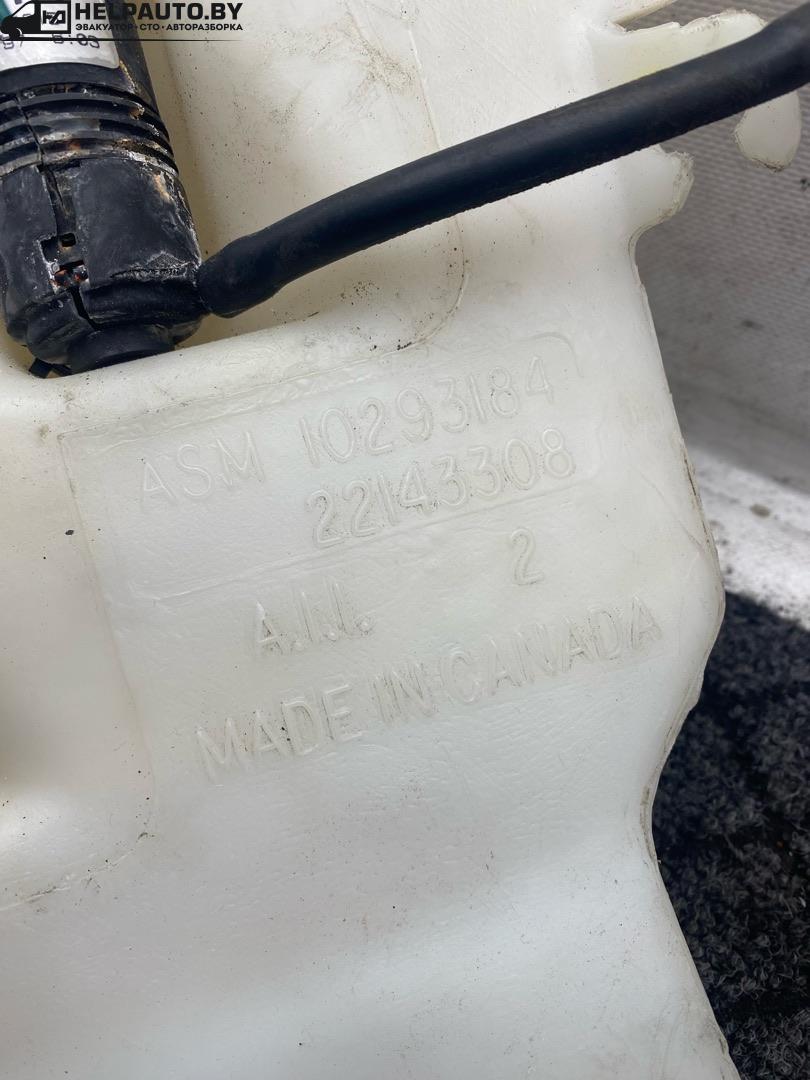 HELPAUTO.BY
ЭВАКУАТОР • СТО • АВТОРАЗБОРКА
ASM 10293184
22143308
A.I.I. 2
MADE IN CANADA